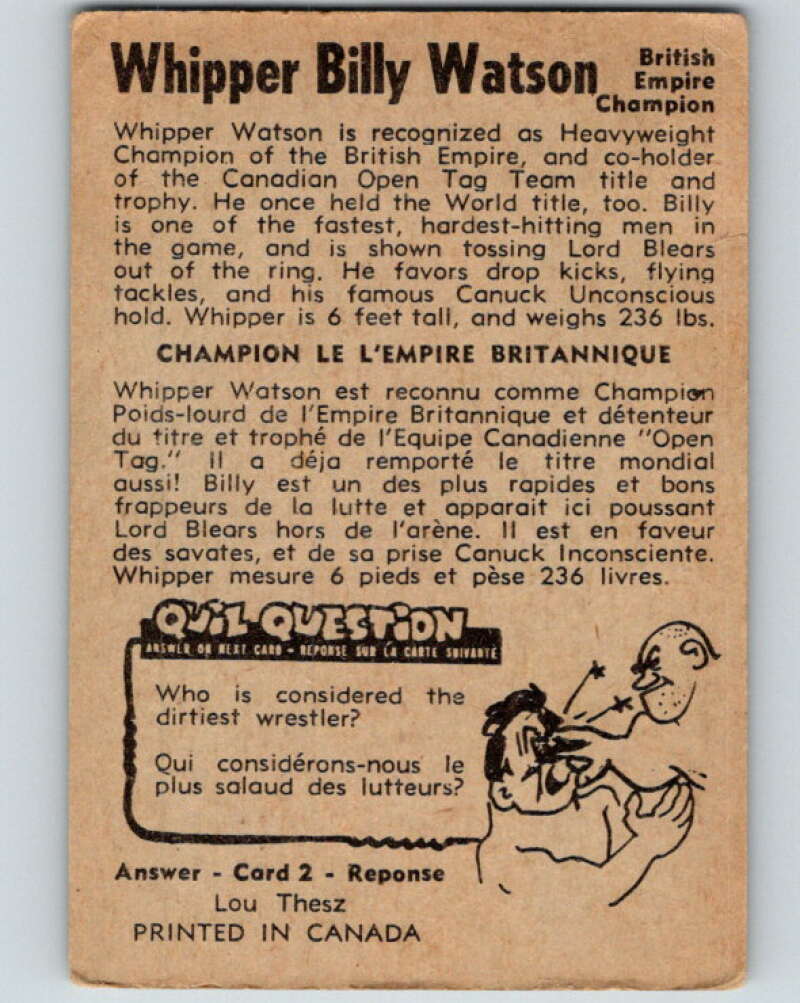 Whipper Billy Watson
British
Empire
Champion
Whipper Watson is recognized as Heavyweight
Champion of the British Empire, and co-holder
of the Canadian Open Tag Team title and
trophy. He once held the World title, too. Billy
is one of the fastest, hardest-hitting men in
the game, and is shown tossing Lord Blears
out of the ring. He favors drop kicks, flying
tackles, and his famous Canuck Unconscious
hold. Whipper is 6 feet tall, and weighs 236 lbs.
CHAMPION LE L'EMPIRE BRITANNIQUE
Whipper Watson est reconnu comme Champion
Poids-lourd de l'Empire Britannique et détenteur
du titre et trophé de l'Equipe Canadienne "Open
Tag." Il a déja remporté le titre mondial
aussi! Billy est un des plus rapides et bons
frappeurs de la lutte et apparait ici poussant
Lord Blears hors de l'arène. Il est en faveur
des savates, et de sa prise Canuck Inconsciente.
Whipper mesure 6 pieds et pèse 236 livres.
QUIZ-QUESTION
ANSWER ON NEXT CARD - REPONSE SUR LA CARTE SUIVANTE
Who is considered the
dirtiest wrestler?
Qui considérons-nous le
plus salaud des lutteurs?
Answer - Card 2 - Reponse
Lou Thesz
PRINTED IN CANADA